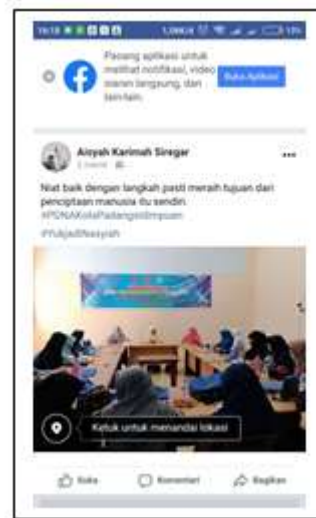 Pasang aplikasi untuk
melihat notifikasi, video
siaran langsung, dan
lain-lain.
Buka Aplikasi
Aisyah Karimah Siregar
Niat baik dengan langkah pasti meraih tujuan dari
penciptaan manusia itu sendiri.
#PDNAKotaPadangsidimpuan
#YukjadiNasyiah
Ketuk untuk menandai lokasi
Suka
Komentari
Bagikan